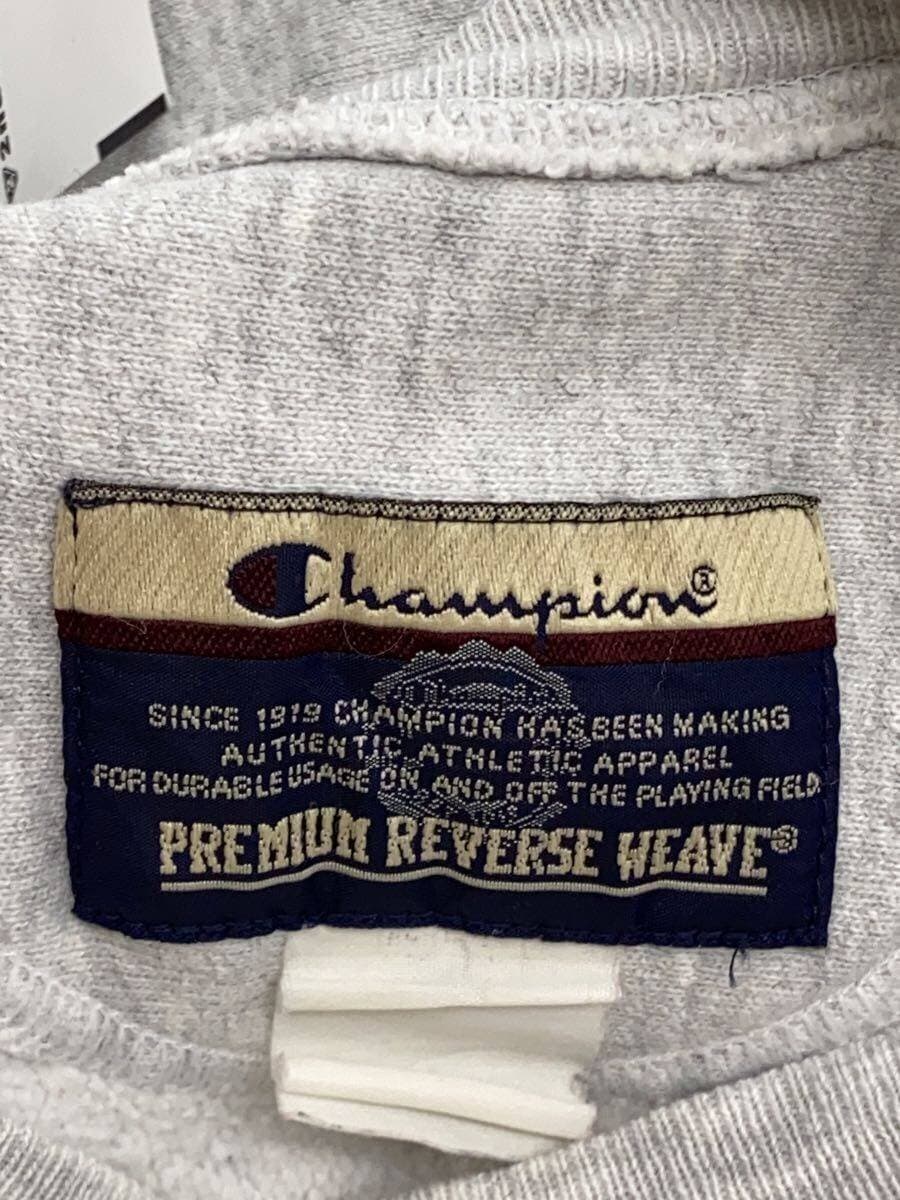 Champion®
SINCE 1919 CHAMPION HAS BEEN MAKING
AUTHENTIC ATHLETIC APPAREL
FOR DURABLE USAGE ON AND OFF THE PLAYING FIELD
PREMIUM REVERSE WEAVE®